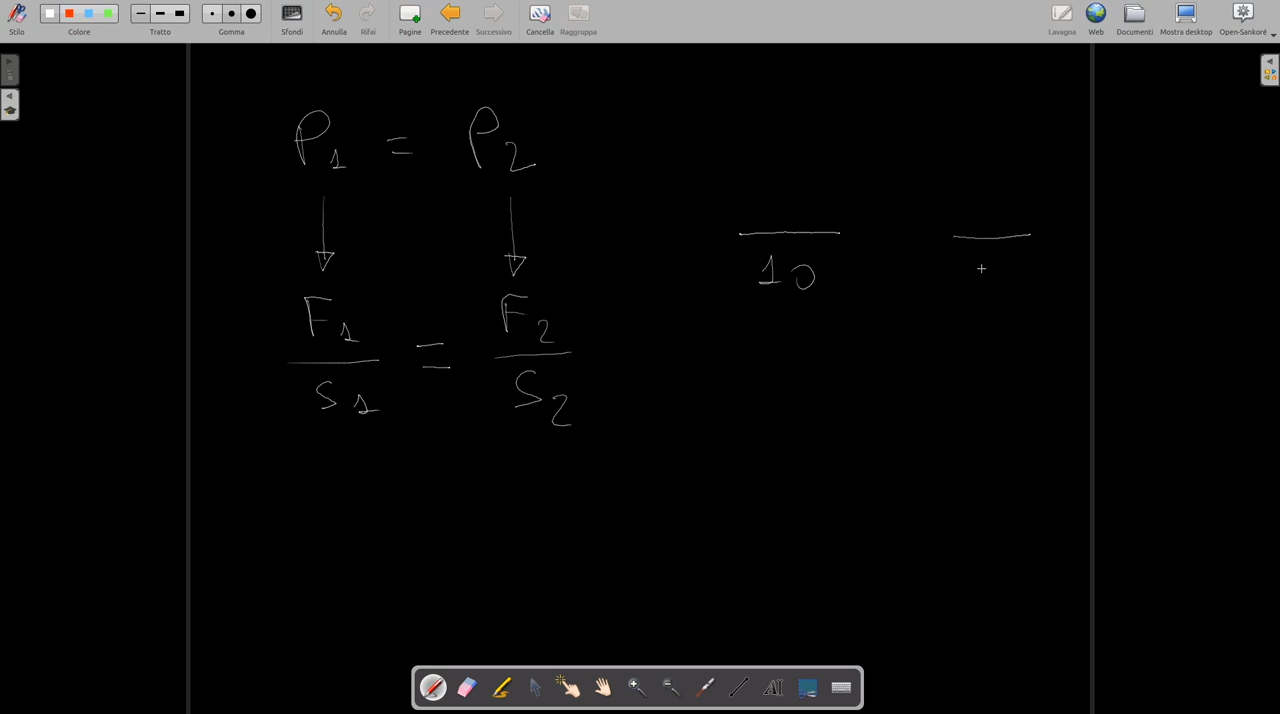 Stilo Colore Tratto Gomma Sfondi Annulla Rifai Pagine Precedente Successivo Cancella Raggruppa Lavagna Web Documenti Mostra desktop Open-Sankoré
P1 = P2
F1 = F2
10
S1 S2
AI